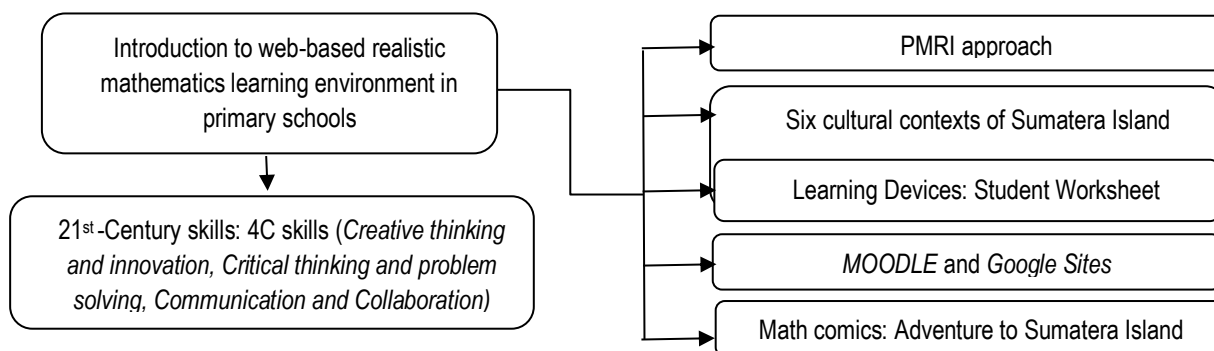 Introduction to web-based realistic
mathematics learning environment in
primary schools
21st-Century skills: 4C skills (Creative thinking
and innovation, Critical thinking and problem
solving, Communication and Collaboration)
PMRI approach
Six cultural contexts of Sumatera Island
Learning Devices: Student Worksheet
MOODLE and Google Sites
Math comics: Adventure to Sumatera Island